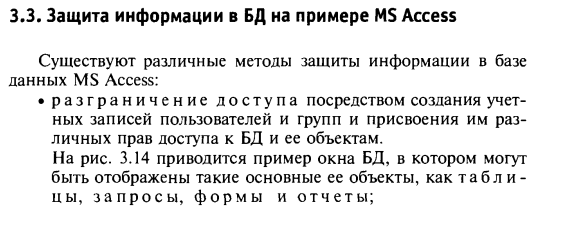 3.3. Защита информации в БД на примере MS Access
Существуют различные методы защиты информации в базе
данных MS Access:
• разграничение доступа посредством создания учет-
ных записей пользователей и групп и присвоения им раз-
личных прав доступа к БД и ее объектам.
На рис. 3.14 приводится пример окна БД, в котором могут
быть отображены такие основные ее объекты, как табли-
цы, запросы, формы и отчеты;